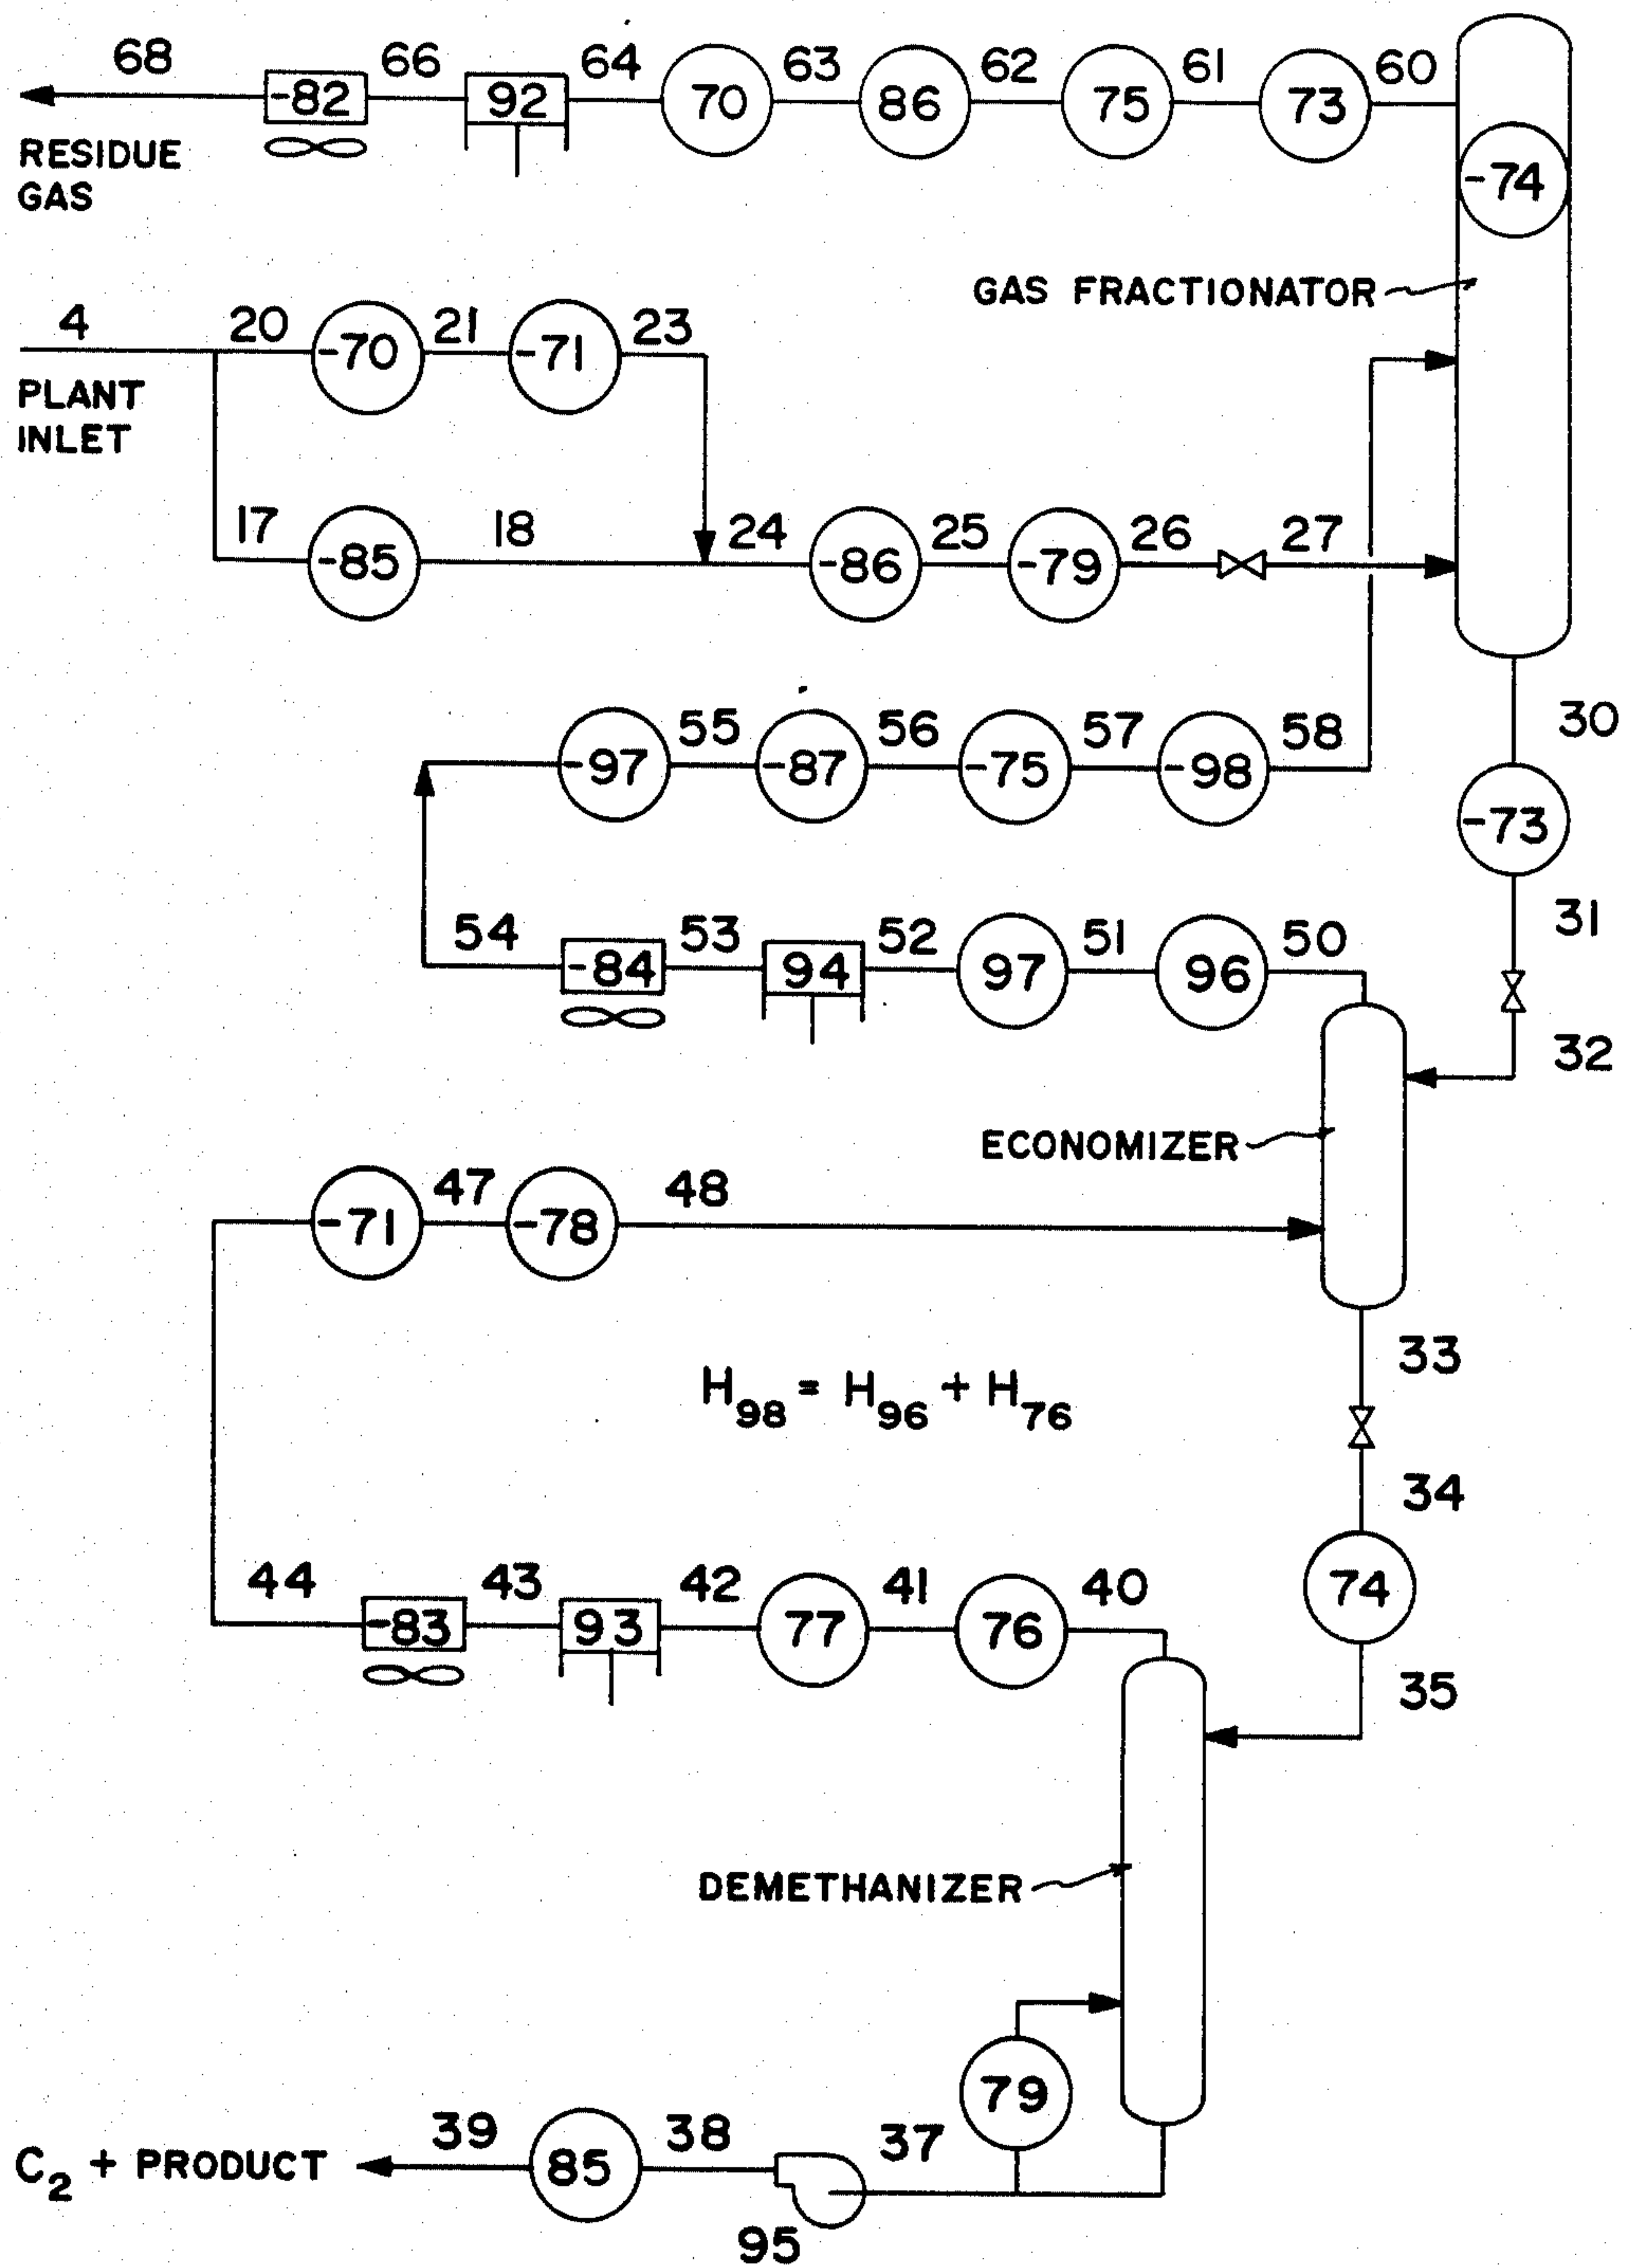 68 66 64 63 62 61 60
-82 92 70 86 75 73
RESIDUE
GAS
-74
GAS FRACTIONATOR
4 20 21 23
-70 -71
PLANT
INLET
17 18 24 25 26 27
-85 -86 -79
55 56 57 58 30
-97 -87 -75 -98
-73
54 53 52 51 50 31
-84 94 97 96
32
ECONOMIZER
47 48
-71 -78
33
H98 = H96 + H76
34
44 43 42 41 40
74
-83 93 77 76
35
DEMETHANIZER
79
39 38 37
C2 + PRODUCT 85
95